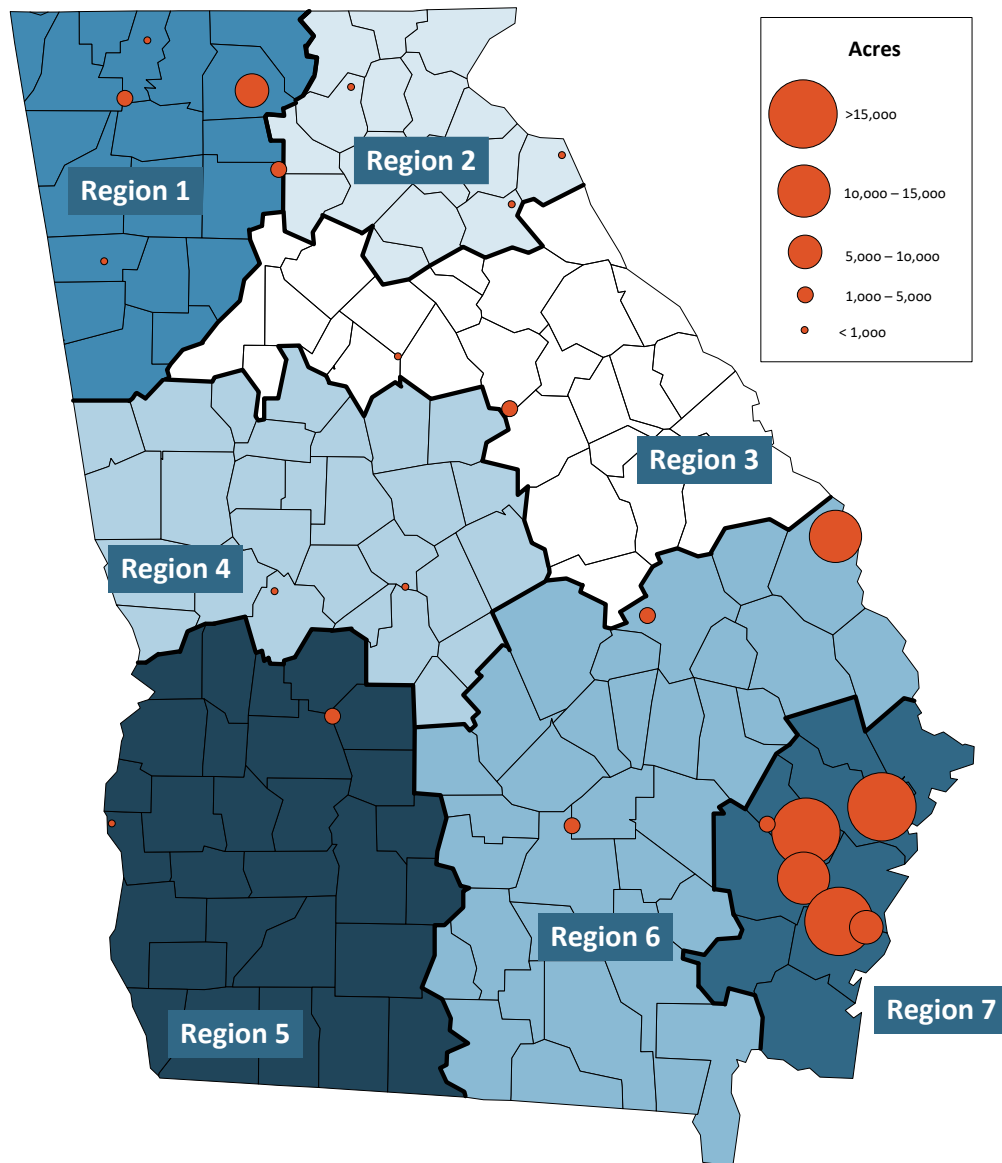 Acres
>15,000
10,000 – 15,000
5,000 – 10,000
1,000 – 5,000
< 1,000
Region 2
Region 1
Region 3
Region 4
Region 6
Region 7
Region 5